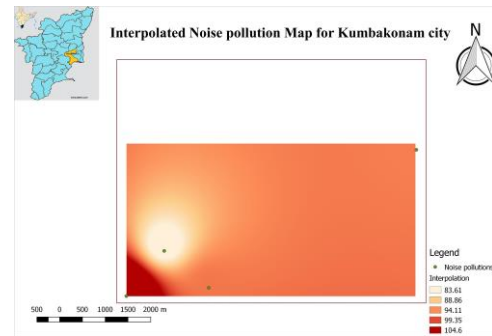 Interpolated Noise pollution Map for Kumbakonam city
N
Legend
Noise pollutions
Interpolation
83.61
88.86
94.11
99.35
104.6
500 0 500 1000 1500 2000 m